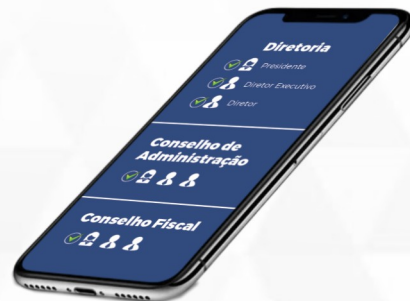 Diretoria
Presidente
Diretor Executivo
Diretor
Conselho de
Administração
Conselho Fiscal